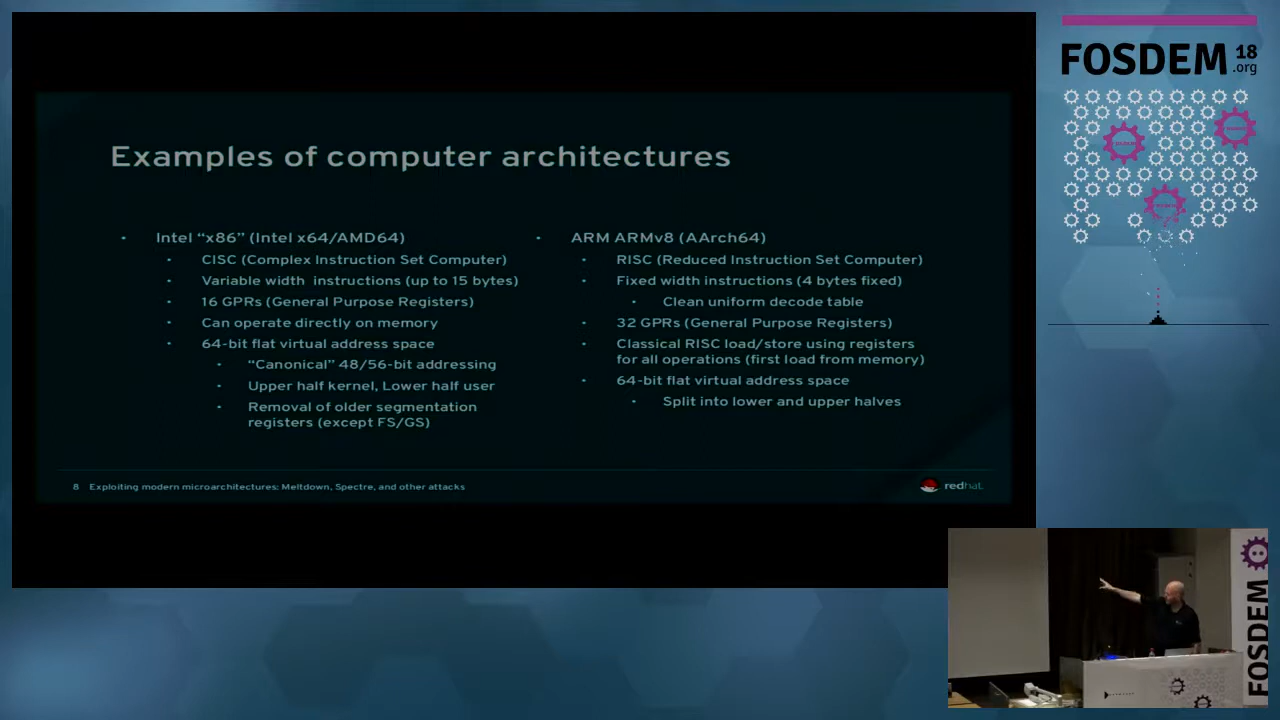 FOSDEM 18
.org
Examples of computer architectures
Intel “x86” (Intel x64/AMD64)
CISC (Complex Instruction Set Computer)
Variable width instructions (up to 15 bytes)
16 GPRs (General Purpose Registers)
Can operate directly on memory
64-bit flat virtual address space
“Canonical” 48/56-bit addressing
Upper half kernel, Lower half user
Removal of older segmentation
registers (except FS/GS)
ARM ARMv8 (AArch64)
RISC (Reduced Instruction Set Computer)
Fixed width instructions (4 bytes fixed)
Clean uniform decode table
32 GPRs (General Purpose Registers)
Classical RISC load/store using registers
for all operations (first load from memory)
64-bit flat virtual address space
Split into lower and upper halves
8 Exploiting modern microarchitectures: Meltdown, Spectre, and other attacks
redhat.
FOSDEM